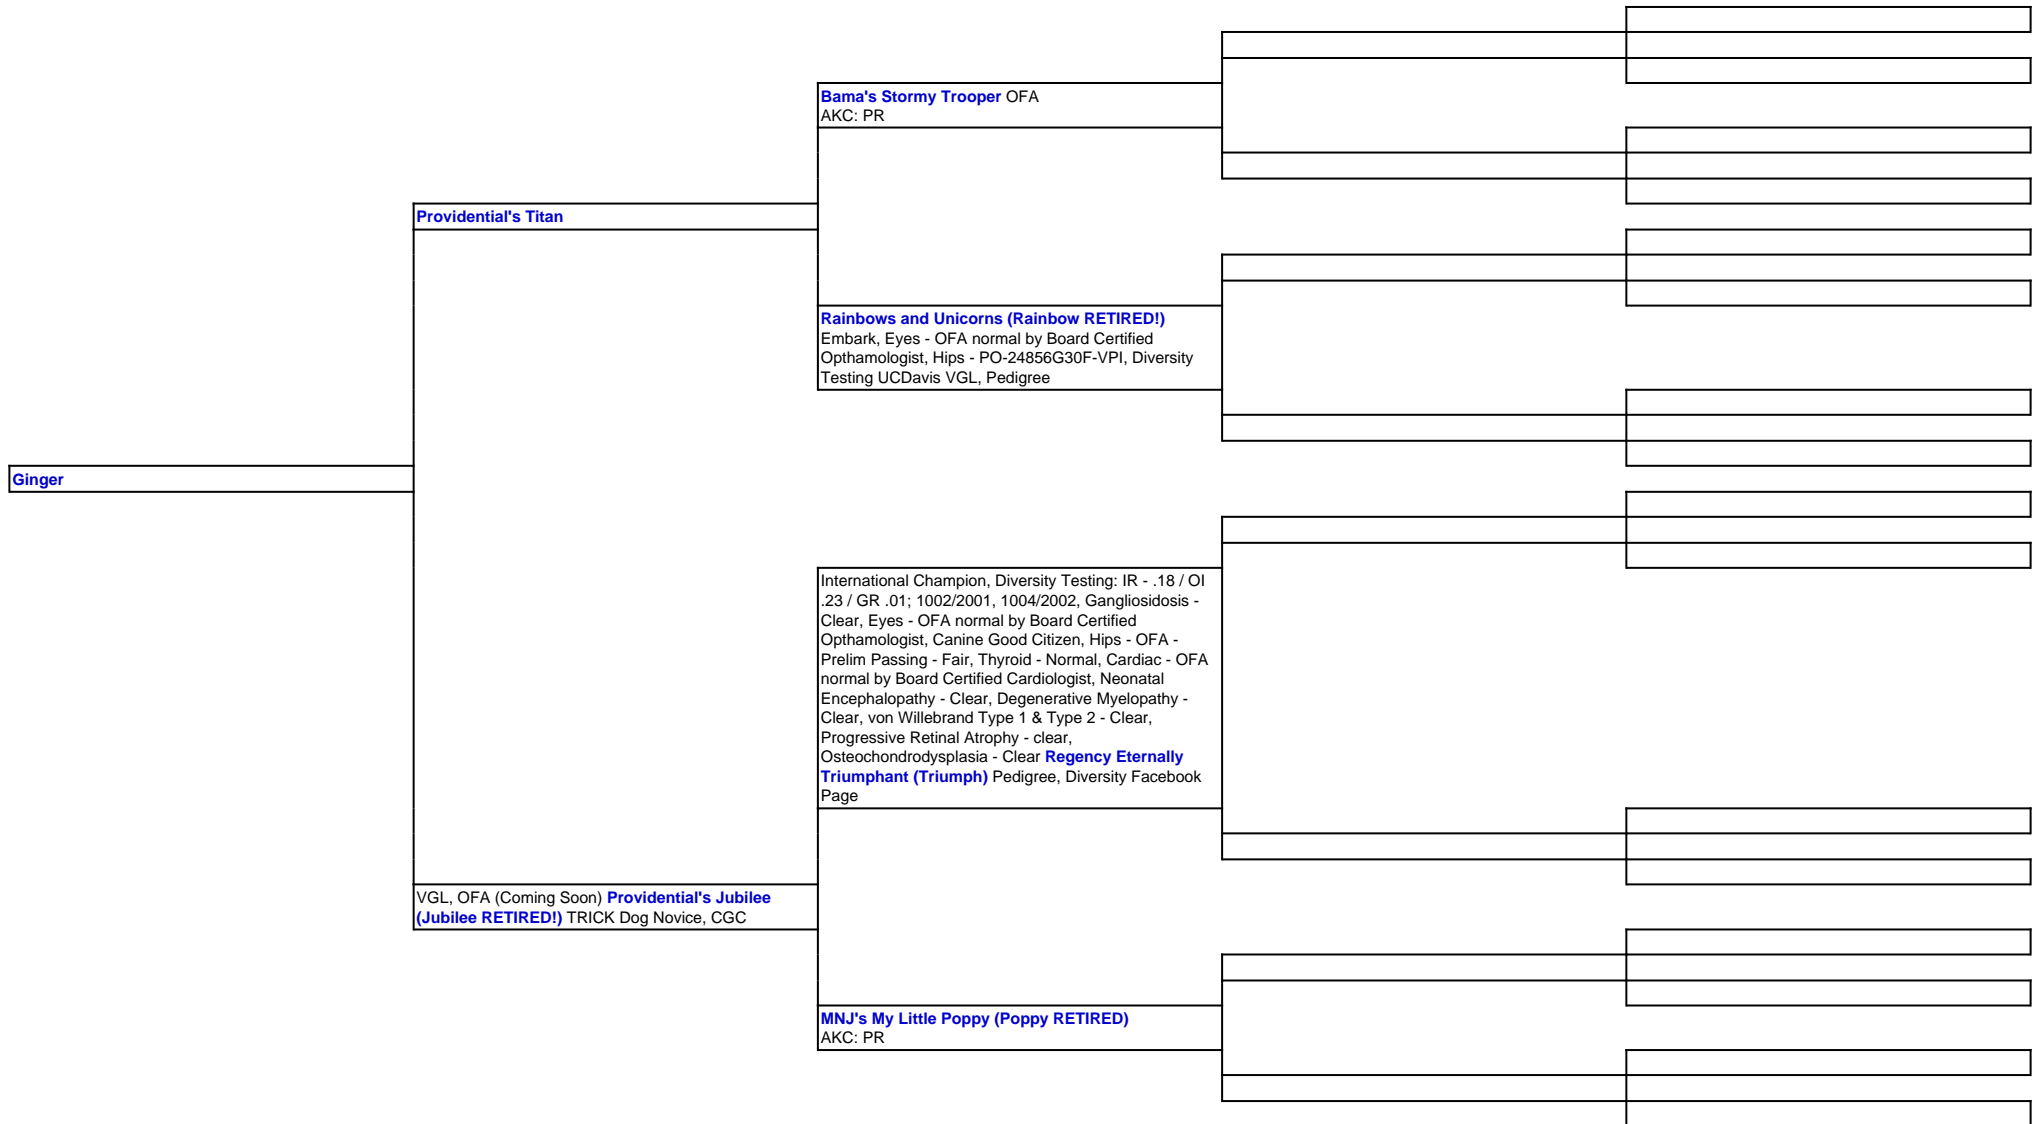 Bama's Stormy Trooper OFA
AKC: PR
Providential's Titan
Rainbows and Unicorns (Rainbow RETIRED!)
Embark, Eyes - OFA normal by Board Certified
Opthamologist, Hips - PO-24856G30F-VPI, Diversity
Testing UCDavis VGL, Pedigree
Ginger
International Champion, Diversity Testing: IR - .18 / OI
.23 / GR .01; 1002/2001, 1004/2002, Gangliosidosis -
Clear, Eyes - OFA normal by Board Certified
Opthamologist, Canine Good Citizen, Hips - OFA -
Prelim Passing - Fair, Thyroid - Normal, Cardiac - OFA
normal by Board Certified Cardiologist, Neonatal
Encephalopathy - Clear, Degenerative Myelopathy -
Clear, von Willebrand Type 1 & Type 2 - Clear,
Progressive Retinal Atrophy - clear,
Osteochondrodysplasia - Clear Regency Eternally
Triumphant (Triumph) Pedigree, Diversity Facebook
Page
VGL, OFA (Coming Soon) Providential's Jubilee
(Jubilee RETIRED!) TRICK Dog Novice, CGC
MNJ's My Little Poppy (Poppy RETIRED)
AKC: PR